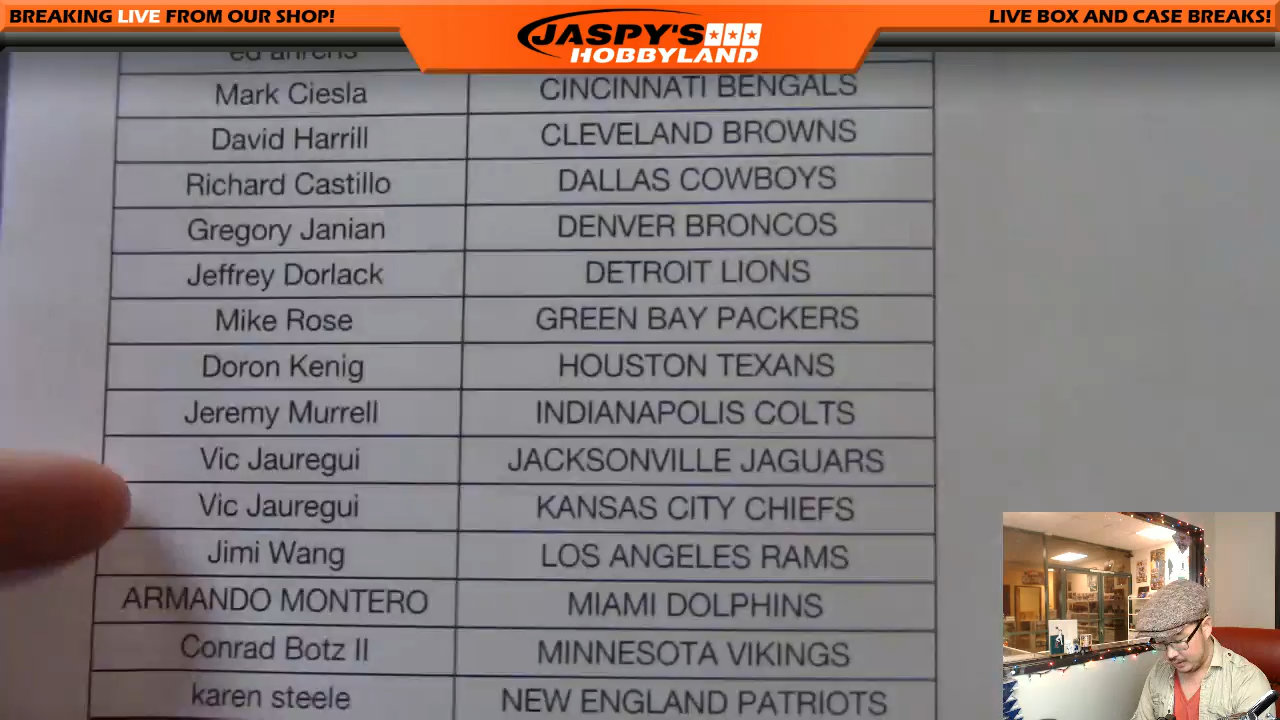 BREAKING LIVE FROM OUR SHOP!
JASPY'S
HOBBYLAND
LIVE BOX AND CASE BREAKS!
ed ahrens
Mark Ciesla CINCINNATI BENGALS
David Harrill CLEVELAND BROWNS
Richard Castillo DALLAS COWBOYS
Gregory Janian DENVER BRONCOS
Jeffrey Dorlack DETROIT LIONS
Mike Rose GREEN BAY PACKERS
Doron Kenig HOUSTON TEXANS
Jeremy Murrell INDIANAPOLIS COLTS
Vic Jauregui JACKSONVILLE JAGUARS
Vic Jauregui KANSAS CITY CHIEFS
Jimi Wang LOS ANGELES RAMS
ARMANDO MONTERO MIAMI DOLPHINS
Conrad Botz II MINNESOTA VIKINGS
karen steele NEW ENGLAND PATRIOTS